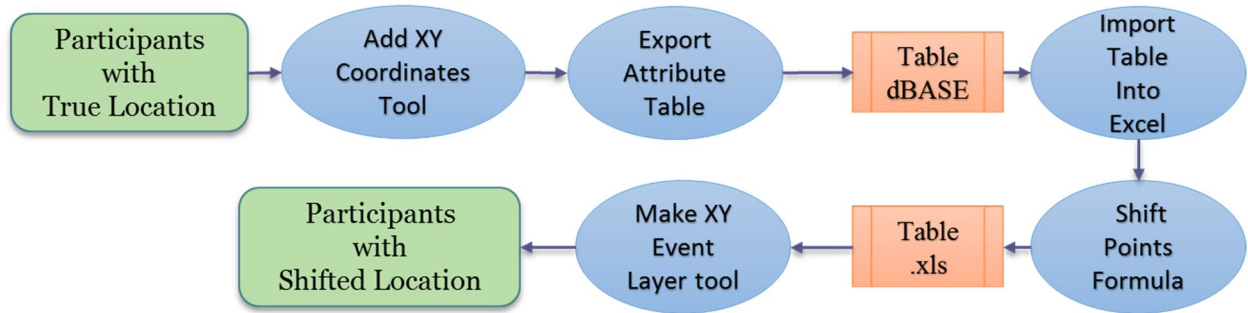 Participants
with
True Location
Add XY
Coordinates
Tool
Export
Attribute
Table
Table
dBASE
Import
Table
Into
Excel
Shift
Points
Formula
Table
.xls
Make XY
Event
Layer tool
Participants
with
Shifted Location